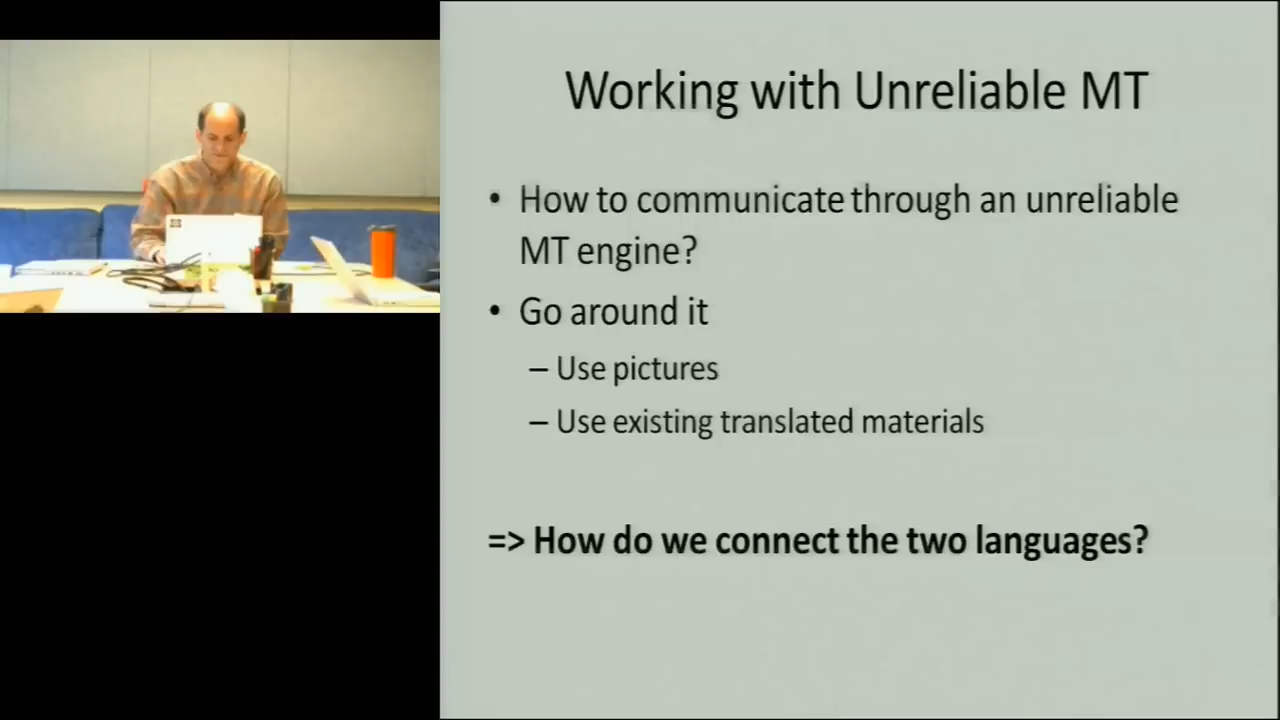 Working with Unreliable MT
• How to communicate through an unreliable
MT engine?
• Go around it
– Use pictures
– Use existing translated materials
=> How do we connect the two languages?